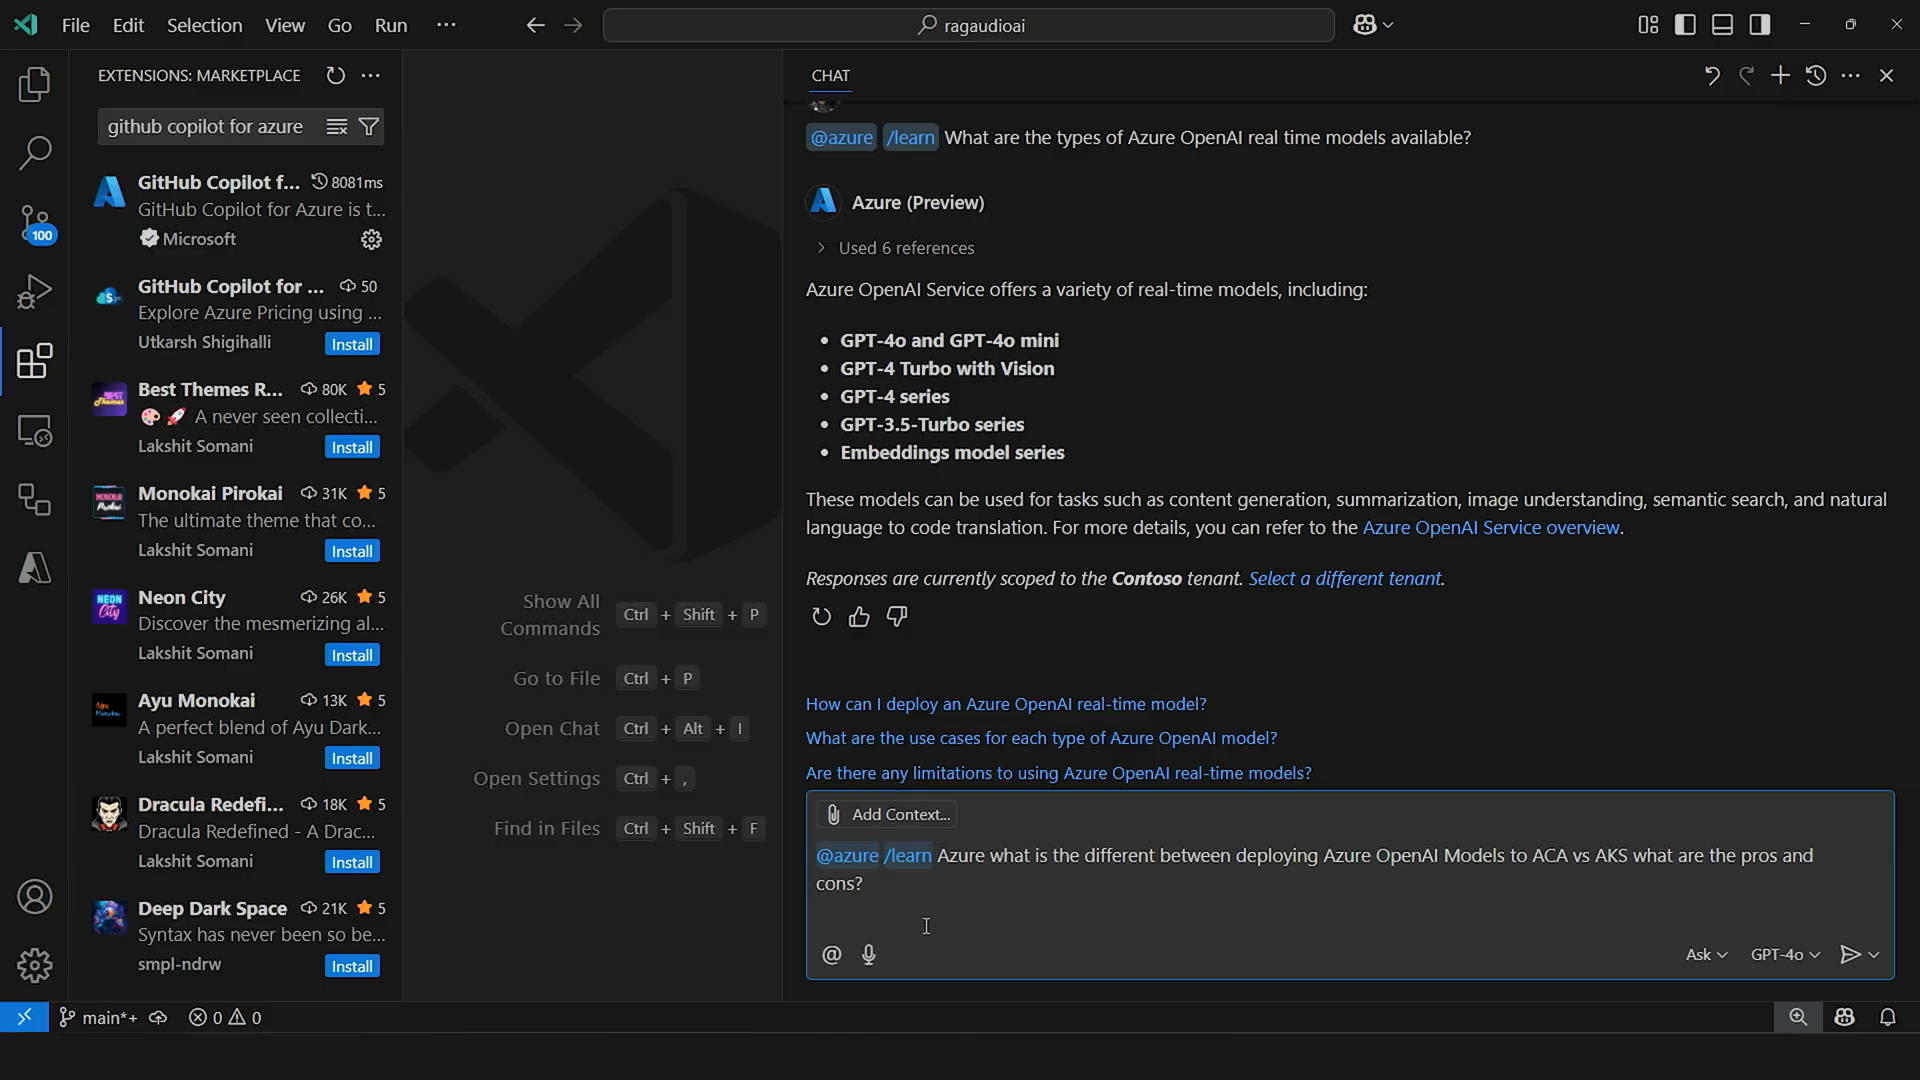 File Edit Selection View Go Run ···
ragaudioai
EXTENSIONS: MARKETPLACE
github copilot for azure
GitHub Copilot f... 8081ms
GitHub Copilot for Azure is t...
Microsoft
100
GitHub Copilot for ... 50
Explore Azure Pricing using ...
Utkarsh Shigihalli Install
Best Themes R... 80K 5
A never seen collecti...
Lakshit Somani Install
Monokai Pirokai 31K 5
The ultimate theme that co...
Lakshit Somani Install
NEON City
Neon City 26K 5
Discover the mesmerizing al...
Lakshit Somani Install
Ayu Monokai 13K 5
A perfect blend of Ayu Dark...
Lakshit Somani Install
Dracula Redefi... 18K 5
Dracula Redefined - A Drac...
Lakshit Somani Install
Deep Dark Space 21K 5
Syntax has never been so be...
smpl-ndrw Install
Show All Commands Ctrl + Shift + P
Go to File Ctrl + P
Open Chat Ctrl + Alt + I
Open Settings Ctrl + ,
Find in Files Ctrl + Shift + F
CHAT
@azure /learn What are the types of Azure OpenAI real time models available?
Azure (Preview)
Used 6 references
Azure OpenAI Service offers a variety of real-time models, including:
• GPT-4o and GPT-4o mini
• GPT-4 Turbo with Vision
• GPT-4 series
• GPT-3.5-Turbo series
• Embeddings model series
These models can be used for tasks such as content generation, summarization, image understanding, semantic search, and natural
language to code translation. For more details, you can refer to the Azure OpenAI Service overview.
Responses are currently scoped to the Contoso tenant. Select a different tenant.
How can I deploy an Azure OpenAI real-time model?
What are the use cases for each type of Azure OpenAI model?
Are there any limitations to using Azure OpenAI real-time models?
Add Context...
@azure /learn Azure what is the different between deploying Azure OpenAI Models to ACA vs AKS what are the pros and
cons?
@ Ask GPT-4o
main*+ 0 0